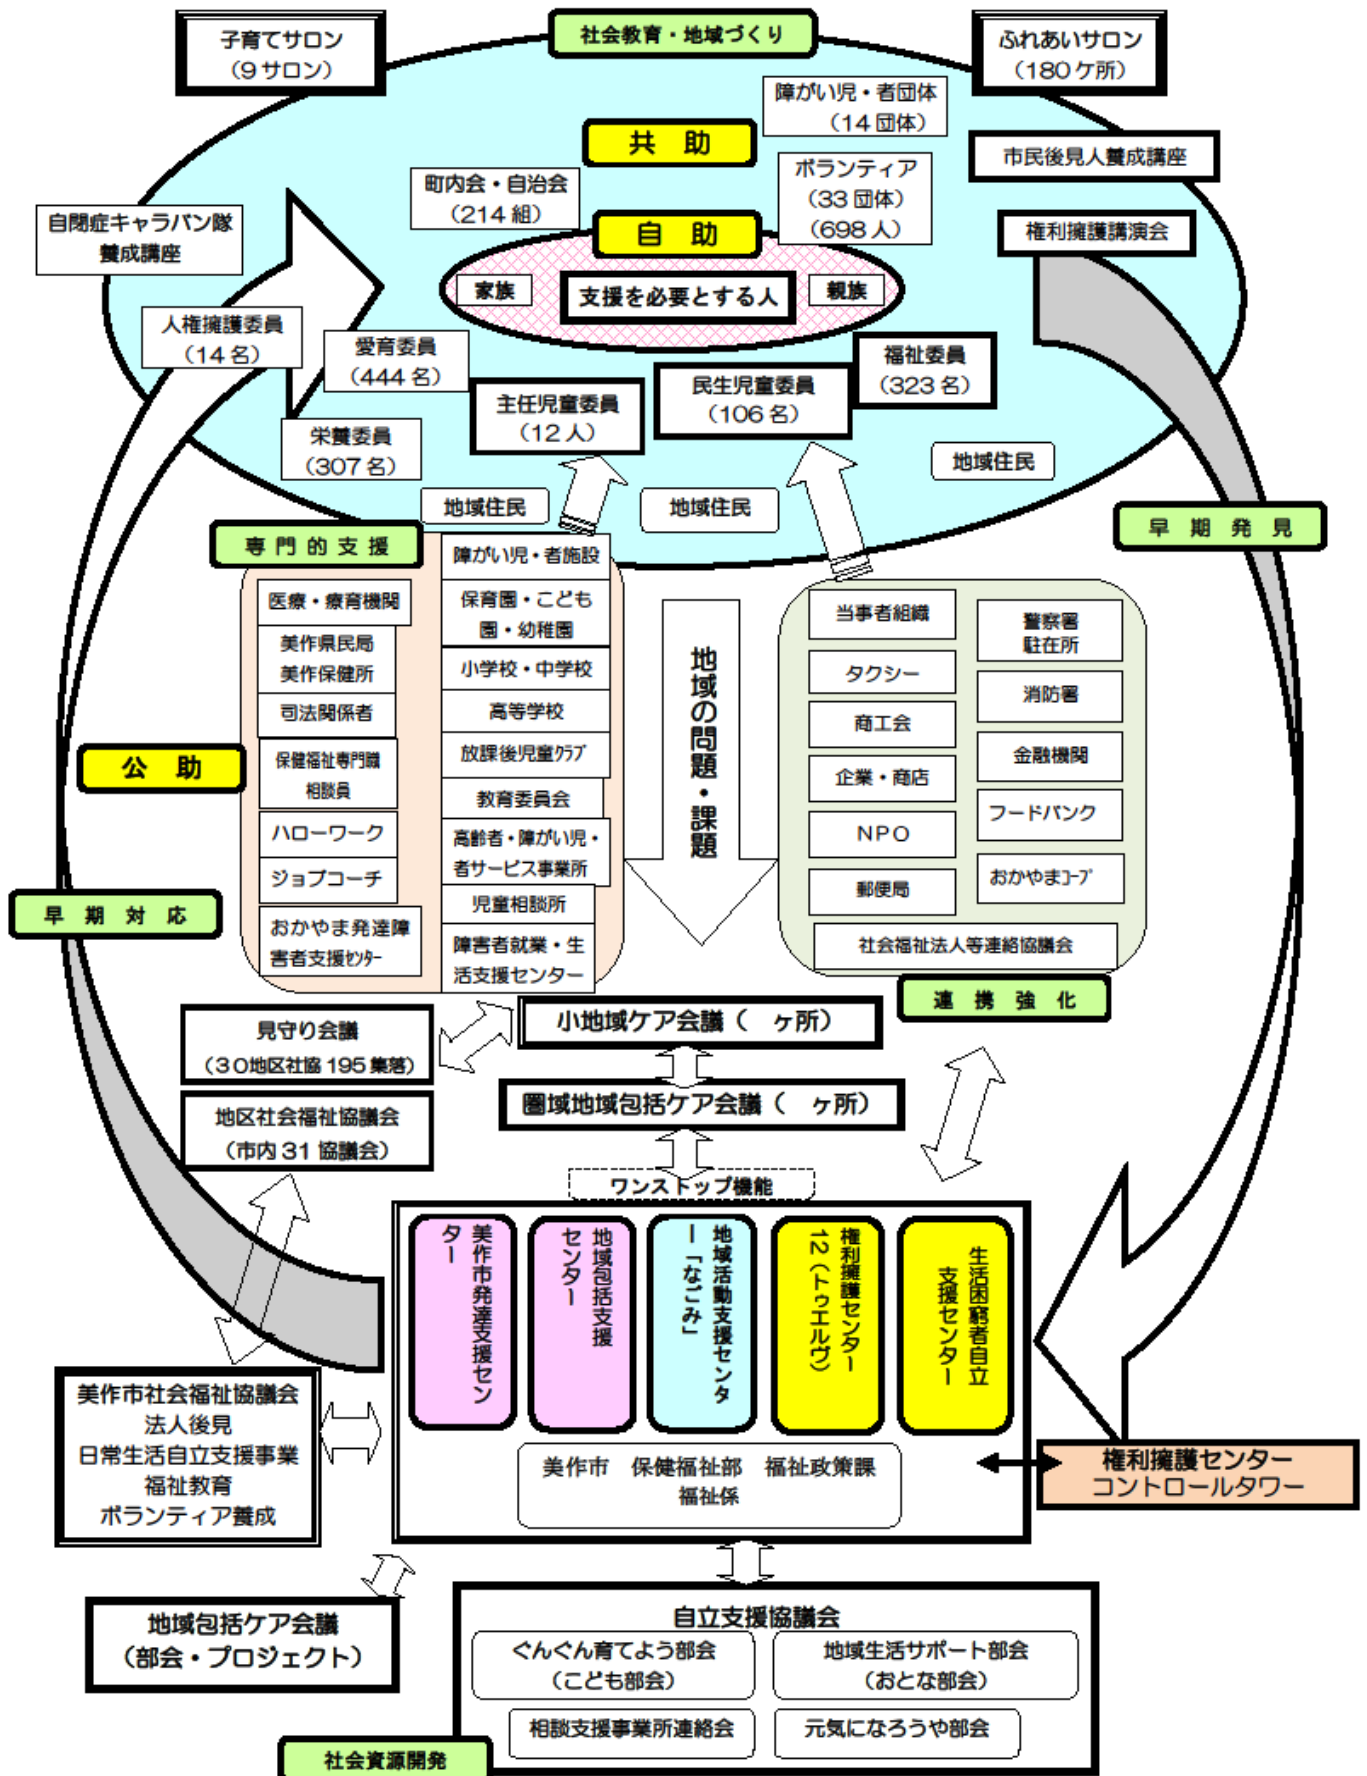 子育てサロン
（9サロン）
社会教育・地域づくり
ふれあいサロン
（180ケ所）
障がい児・者団体
（14団体）
共　助
市民後見人養成講座
町内会・自治会
（214組）
ボランティア
（33団体）
（698人）
自閉症キャラバン隊
養成講座
自　助
権利擁護講演会
家族
支援を必要とする人
親族
人権擁護委員
（14名）
愛育委員
（444名）
福祉委員
（323名）
主任児童委員
（12人）
民生児童委員
（106名）
栄養委員
（307名）
地域住民
地域住民
地域住民
早　期　発　見
専門的支援
障がい児・者施設
医療・療育機関
保育園・こども
園・幼稚園
美作県民局
美作保健所
小学校・中学校
司法関係者
高等学校
保健福祉専門職
相談員
放課後児童ｸﾗﾌﾞ
教育委員会
ハローワーク
高齢者・障がい児・
者サービス事業所
ジョブコーチ
児童相談所
おかやま発達障
害者支援ｾﾝﾀｰ
障害者就業・生
活支援センター
公　助
早　期　対　応
地域の問題・課題
当事者組織
警察署
駐在所
タクシー
消防署
商工会
金融機関
企業・商店
フードバンク
NPO
おかやまｺｰﾌﾟ
郵便局
社会福祉法人等連絡協議会
連　携　強　化
見守り会議
（30地区社協195集落）
小地域ケア会議（　ヶ所）
地区社会福祉協議会
（市内31協議会）
圏域地域包括ケア会議（　ヶ所）
ワンストップ機能
美作市発達支援セン
ター
地域包括支援
センター
地域活動支援センタ
ー「なごみ」
権利擁護センター
12（トゥエルヴ）
生活困窮者自立
支援センター
美作市社会福祉協議会
法人後見
日常生活自立支援事業
福祉教育
ボランティア養成
美作市　保健福祉部　福祉政策課
福祉係
権利擁護センター
コントロールタワー
地域包括ケア会議
（部会・プロジェクト）
自立支援協議会
ぐんぐん育てよう部会
（こども部会）
地域生活サポート部会
（おとな部会）
相談支援事業所連絡会
元気になろうや部会
社会資源開発